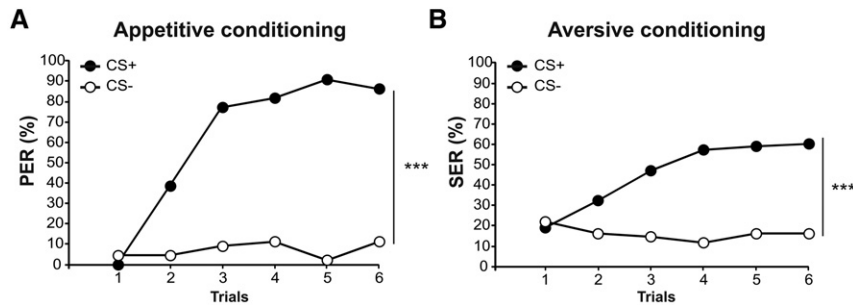 A Appetitive conditioning
PER (%)
100
90
80
70
60
50
40
30
20
10
0
CS+
CS-
***
1 2 3 4 5 6
Trials
B Aversive conditioning
SER (%)
100
90
80
70
60
50
40
30
20
10
0
CS+
CS-
***
1 2 3 4 5 6
Trials